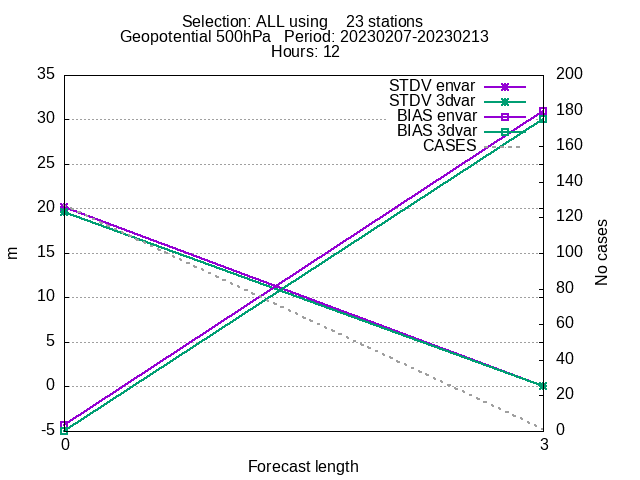 Selection: ALL using    23 stations
Geopotential 500hPa   Period: 20230207-20230213
Hours: 12
35
30
25
20
15
10
5
0
-5
m
STDV envar
STDV 3dvar
BIAS envar
BIAS 3dvar
CASES
200
180
160
140
120
100
80
60
40
20
0
No cases
0
3
Forecast length